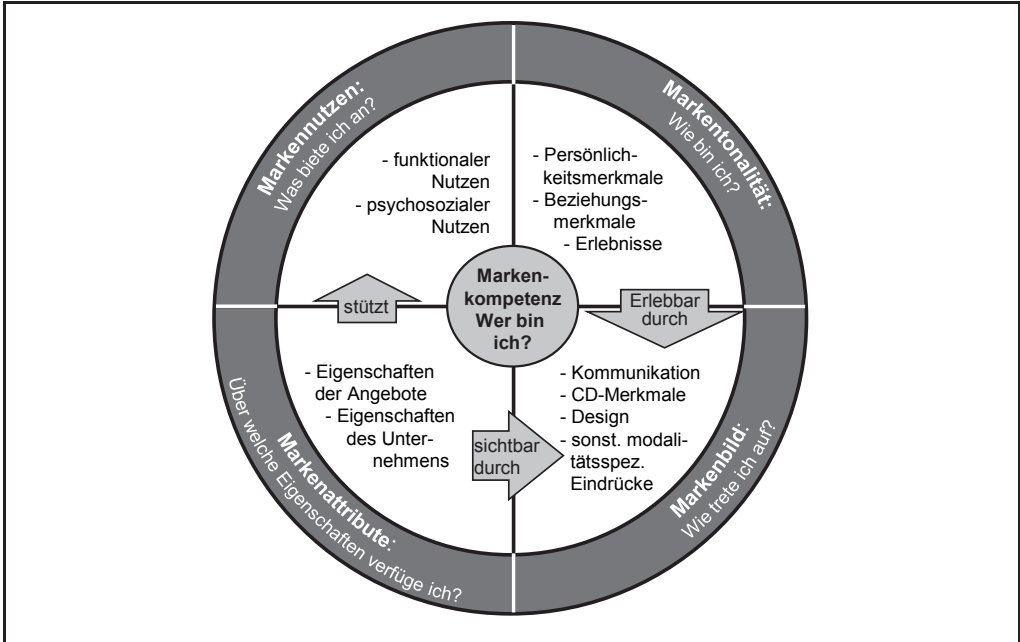 Markennutzen:
Was biete ich an?
Markentonalität:
Wie bin ich?
- funktionaler
Nutzen
- psychosozialer
Nutzen
- Persönlich-
keitsmerkmale
- Beziehungs-
merkmale
- Erlebnisse
Marken-
kompetenz
Wer bin
ich?
stützt
Erlebbar
durch
- Eigenschaften
der Angebote
- Eigenschaften
des Unter-
nehmens
sichtbar
durch
- Kommunikation
- CD-Merkmale
- Design
- sonst. modali-
tätsspez.
Eindrücke
Markenattribute:
Über welche Eigenschaften verfüge ich?
Markenbild:
Wie trete ich auf?